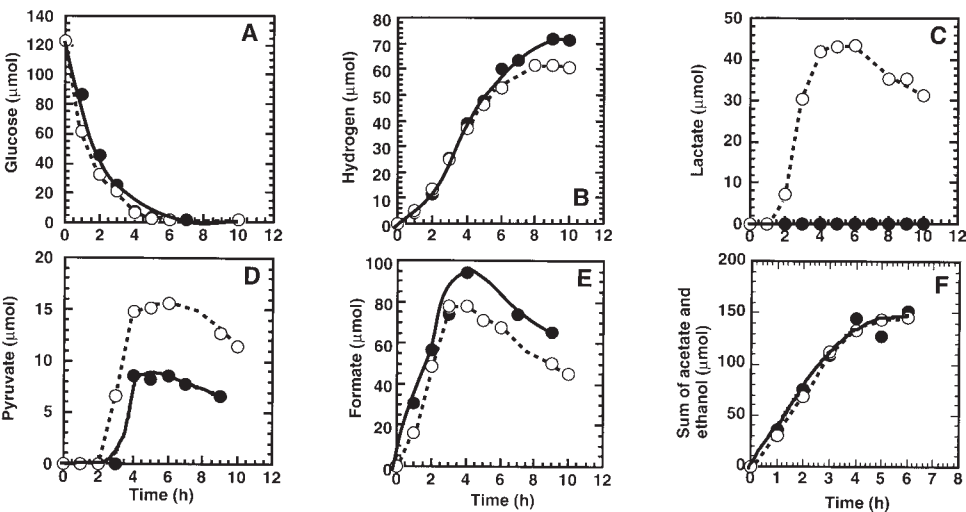 A
Glucose (μmol)
140
120
100
80
60
40
20
0
0 2 4 6 8 10 12
B
Hydrogen (μmol)
80
70
60
50
40
30
20
10
0
0 2 4 6 8 10 12
C
Lactate (μmol)
50
40
30
20
10
0
0 2 4 6 8 10 12
D
Pyruvate (μmol)
20
15
10
5
0
0 2 4 6 8 10 12
Time (h)
E
Formate (μmol)
100
80
60
40
20
0
0 2 4 6 8 10 12
Time (h)
F
Sum of acetate and
ethanol (μmol)
200
150
100
50
0
0 1 2 3 4 5 6 7 8
Time (h)